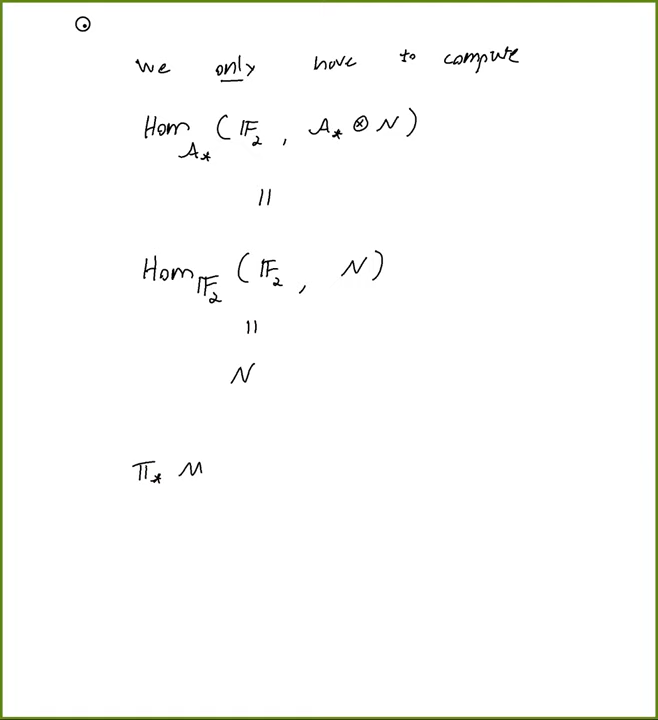 We only have to compute
Hom_{A_*} (𝔽_2, A_* ⊗ N)
=
Hom_{𝔽_2} (𝔽_2, N)
=
N
π_* M